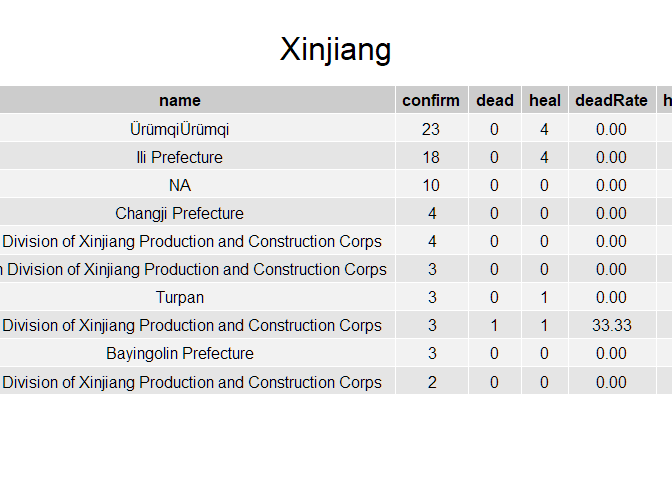 Xinjiang
name confirm dead heal deadRate
ÜrümqiÜrümqi 23 0 4 0.00
Ili Prefecture 18 0 4 0.00
NA 10 0 0 0.00
Changji Prefecture 4 0 0 0.00
Division of Xinjiang Production and Construction Corps 4 0 0 0.00
Division of Xinjiang Production and Construction Corps 3 0 0 0.00
Turpan 3 0 1 0.00
Division of Xinjiang Production and Construction Corps 3 1 1 33.33
Bayingolin Prefecture 3 0 0 0.00
Division of Xinjiang Production and Construction Corps 2 0 0 0.00